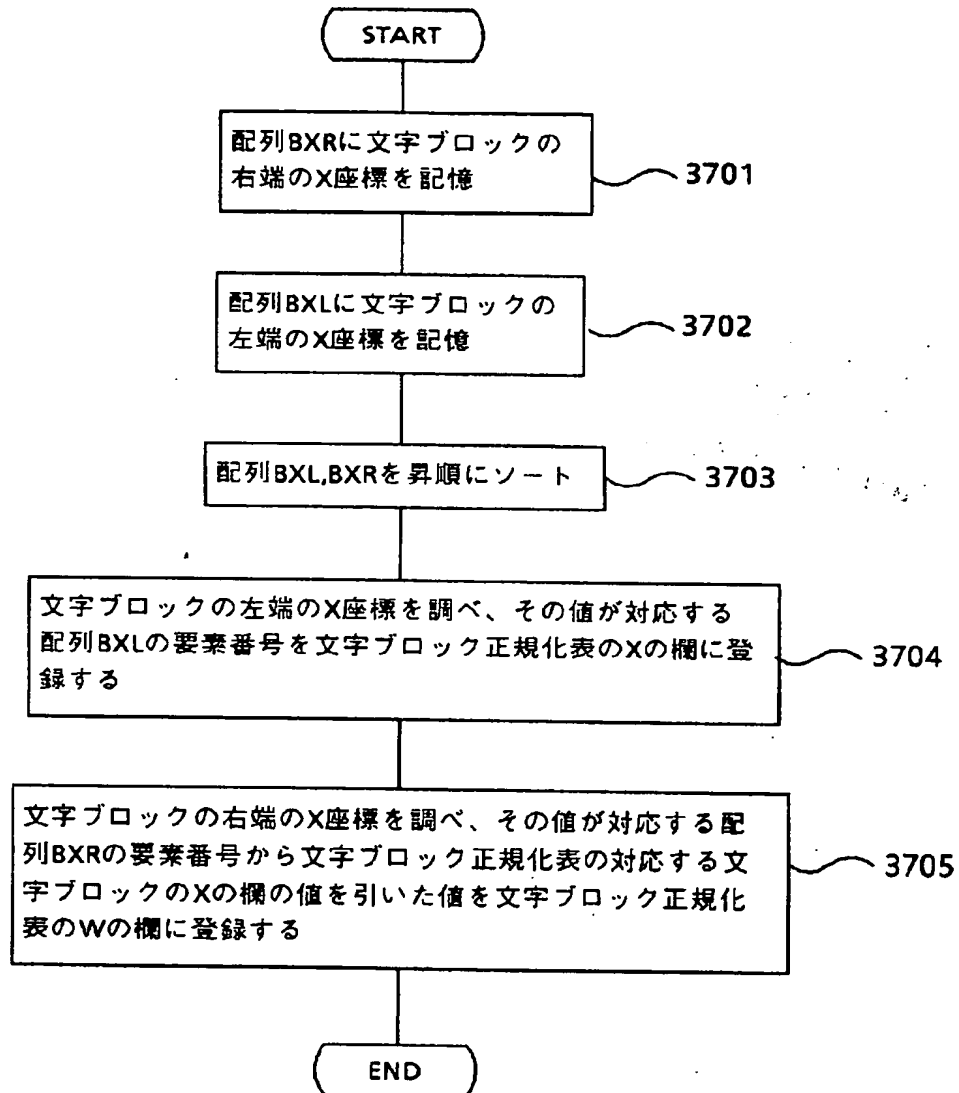 START
配列BXRに文字ブロックの
右端のX座標を記憶
3701
配列BXLに文字ブロックの
左端のX座標を記憶
3702
配列BXL,BXRを昇順にソート
3703
文字ブロックの左端のX座標を調べ、その値が対応する
配列BXLの要素番号を文字ブロック正規化表のXの欄に登
録する
3704
文字ブロックの右端のX座標を調べ、その値が対応する配
列BXRの要素番号から文字ブロック正規化表の対応する文
字ブロックのXの欄の値を引いた値を文字ブロック正規化
表のWの欄に登録する
3705
END